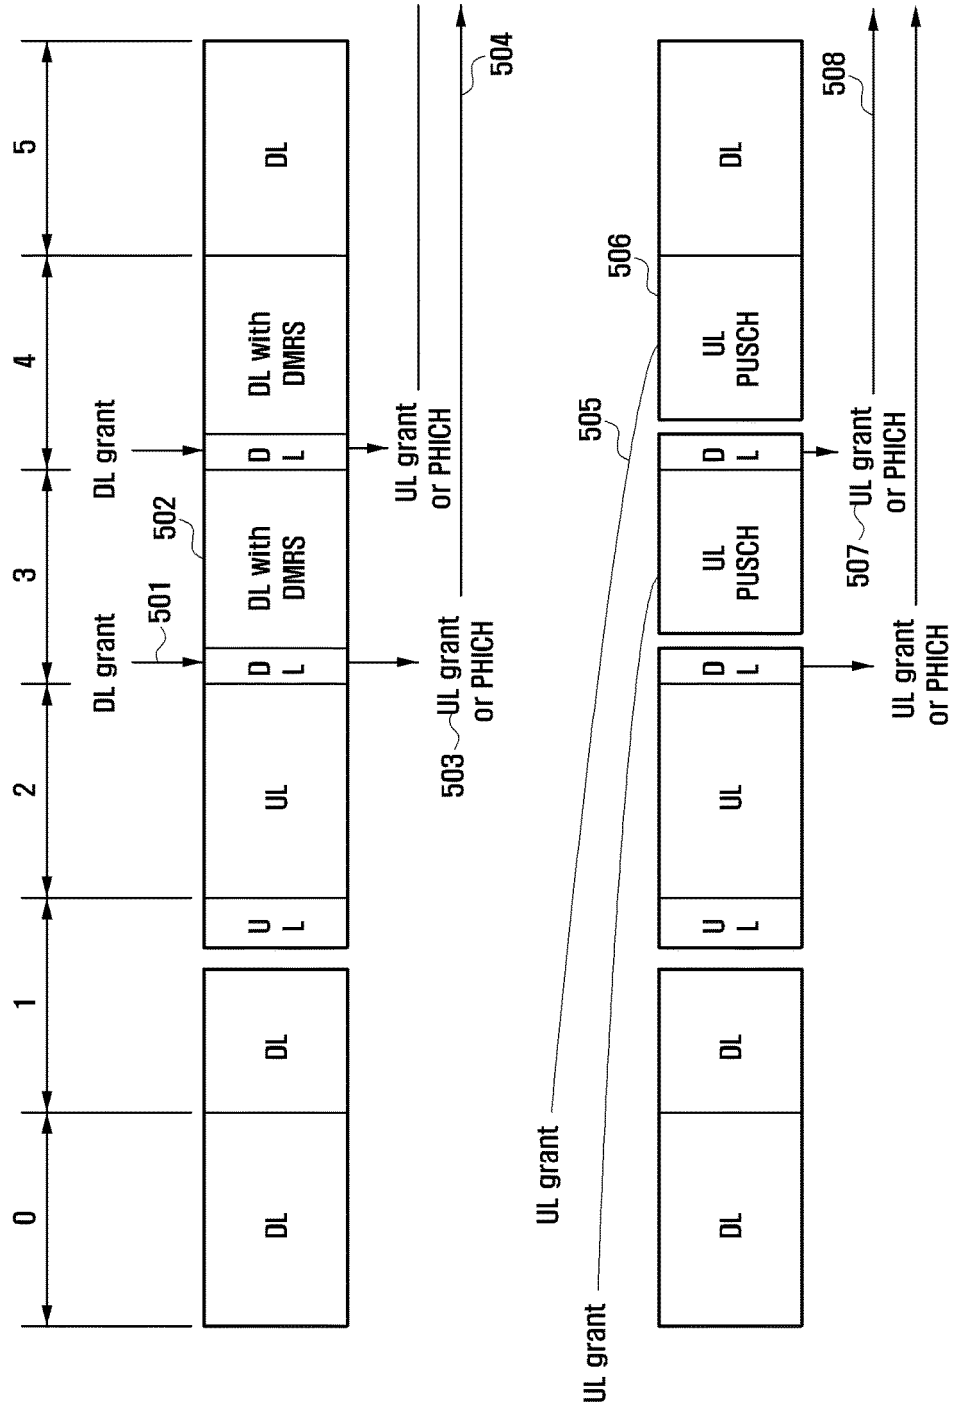 0
1
2
3
4
5
DL grant
501
502
DL grant
DL
DL
U
L
UL
D
L
DL with
DMRS
D
L
DL with
DMRS
DL
503
UL grant
or PHICH
UL grant
or PHICH
504
UL grant
UL grant
505
506
DL
DL
U
L
UL
D
L
UL
PUSCH
D
L
UL
PUSCH
DL
UL grant
or PHICH
507
UL grant
or PHICH
508